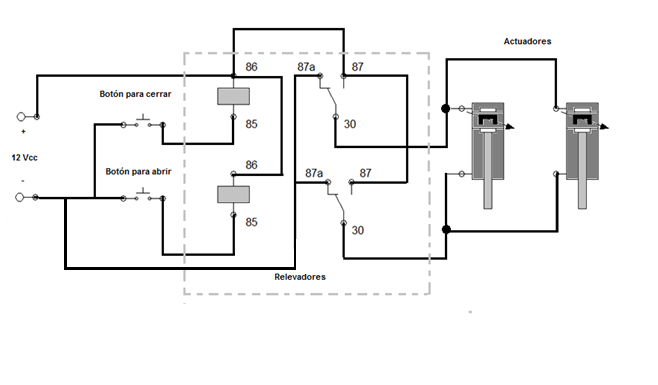 Actuadores
86
87a
87
Botón para cerrar
+
85
30
12 Vcc
86
Botón para abrir
87a
87
-
85
30
Relevadores